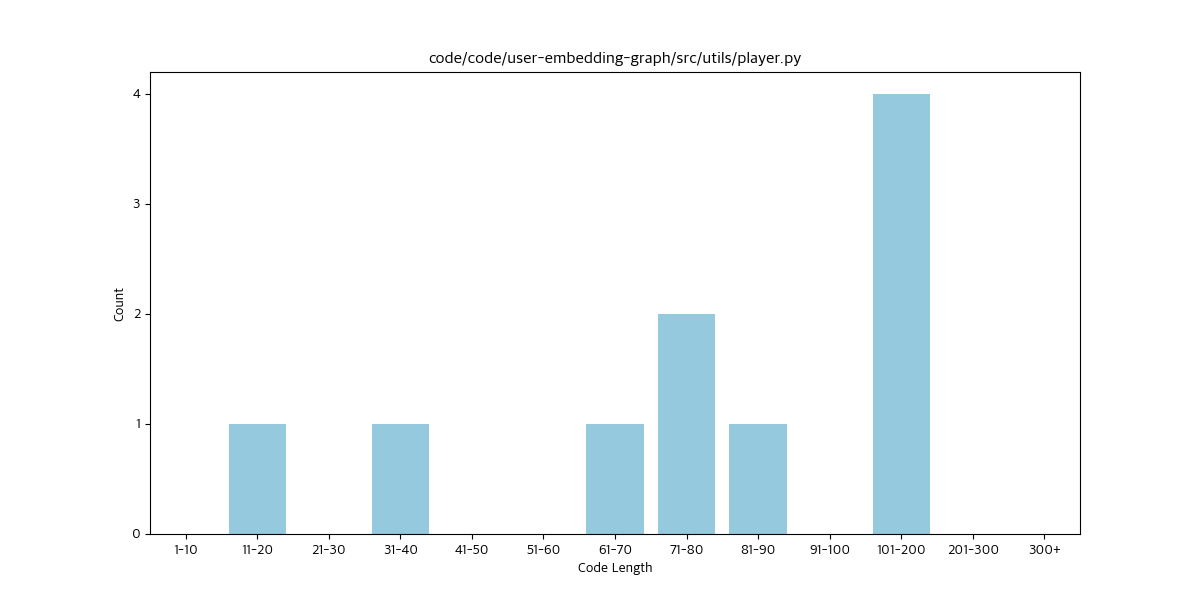 code/code/user-embedding-graph/src/utils/player.py
4
3
2
1
0
Count
1-10 11-20 21-30 31-40 41-50 51-60 61-70 71-80 81-90 91-100 101-200 201-300 300+
Code Length